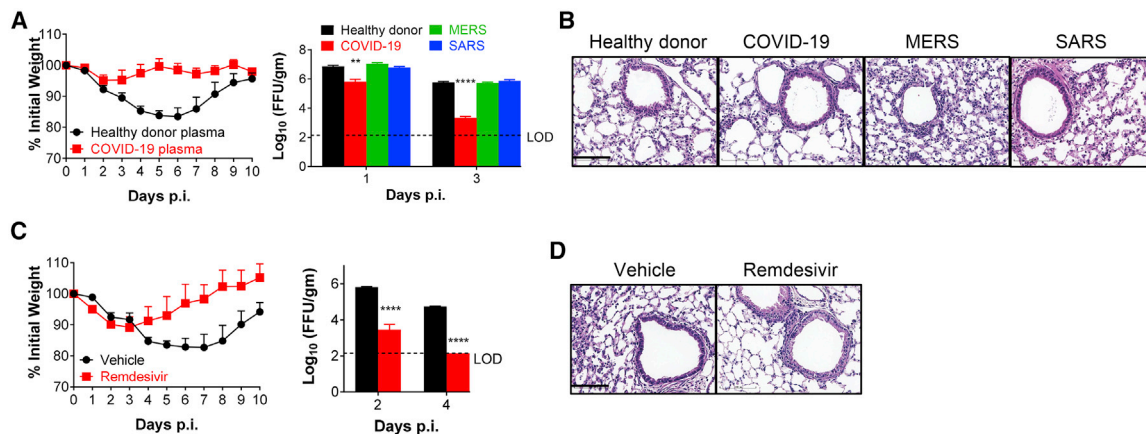 A
% Initial Weight
110
100
90
80
70
Healthy donor plasma
COVID-19 plasma
0 1 2 3 4 5 6 7 8 9 10
Days p.i.
Healthy donor MERS
COVID-19 SARS
Log10 (FFU/gm)
8
6
4
2
0
** ****
LOD
1 3
Days p.i.
B
Healthy donor COVID-19 MERS SARS
C
% Initial Weight
110
100
90
80
70
Vehicle
Remdesivir
0 1 2 3 4 5 6 7 8 9 10
Days p.i.
Log10 (FFU/gm)
6
4
2
0
****
****
LOD
2 4
Days p.i.
D
Vehicle Remdesivir